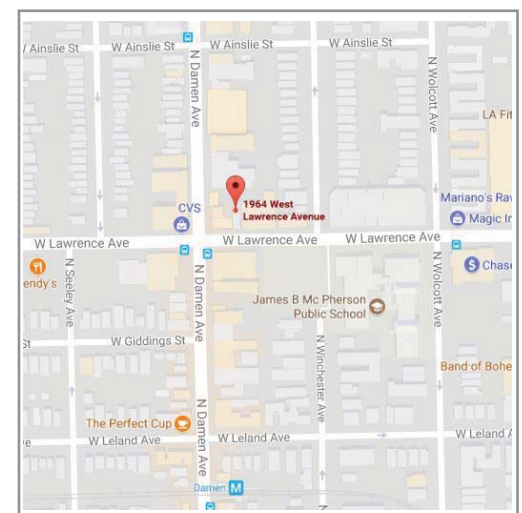 / Ainslie St
W Ainslie St
W Ainslie St
N Damen Ave
N Wolcott Ave
LA Fit
1964 West
Lawrence Avenue
CVS
Mariano's Rav
Magic Ir
W Lawrence Ave
W Lawrence Ave
W Lawrence Ave
endy's
N Seeley Ave
N Damen Ave
N Wolcott Ave
Chase
James B Mc Pherson
Public School
St
W Giddings St
N Winchester Ave
Band of Bohe
The Perfect Cup
N Damen Ave
e
W Leland Ave
W Leland Ave
W Leland A
Damen M
N